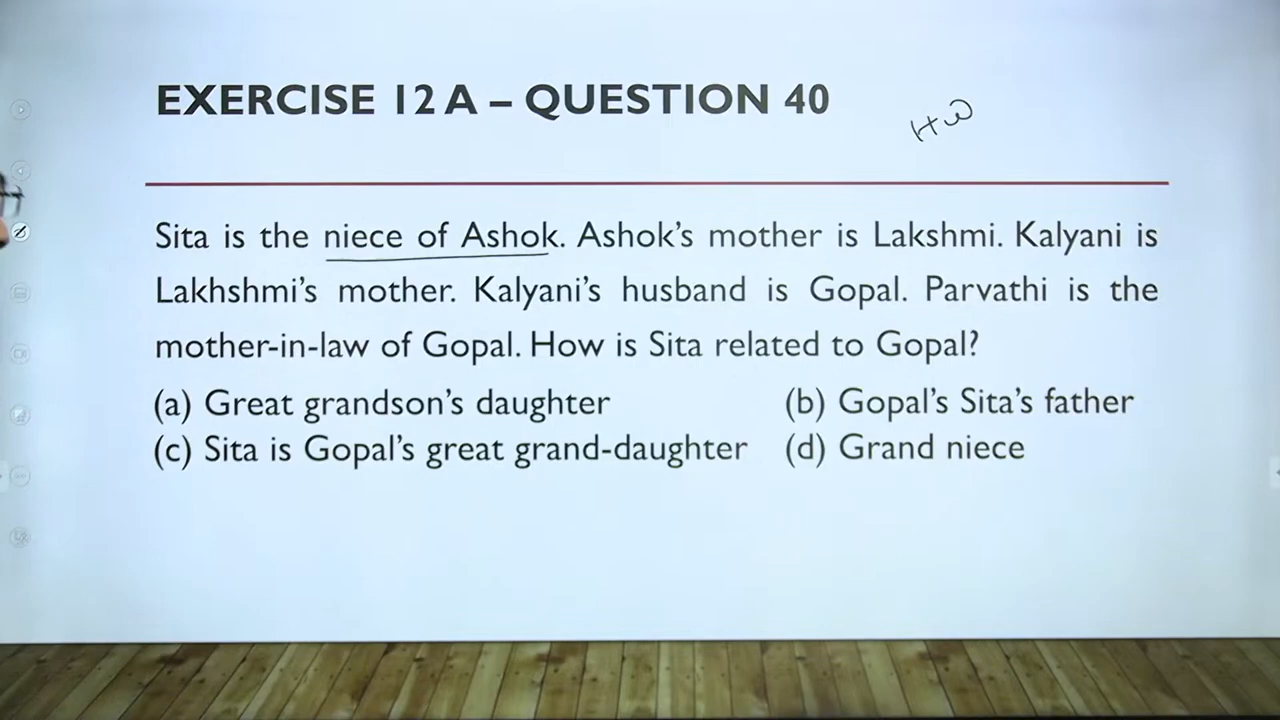 EXERCISE 12 A – QUESTION 40
HW
Sita is the niece of Ashok. Ashok's mother is Lakshmi. Kalyani is
Lakhshmi's mother. Kalyani's husband is Gopal. Parvathi is the
mother-in-law of Gopal. How is Sita related to Gopal?
(a) Great grandson's daughter (b) Gopal's Sita's father
(c) Sita is Gopal's great grand-daughter (d) Grand niece